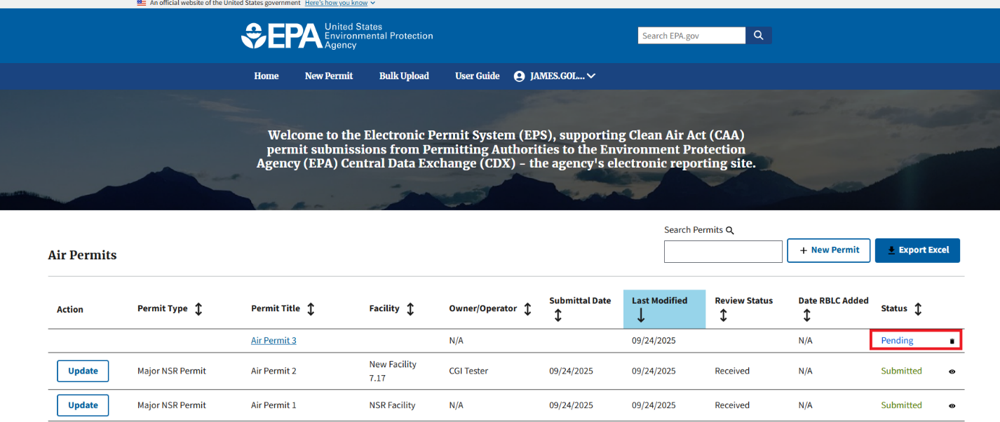 An official website of the United States government Here's how you know
EPA United States
Environmental Protection
Agency
Search EPA.gov
Home New Permit Bulk Upload User Guide JAMES.GOL...
Welcome to the Electronic Permit System (EPS), supporting Clean Air Act (CAA)
permit submissions from Permitting Authorities to the Environment Protection
Agency (EPA) Central Data Exchange (CDX) - the agency's electronic reporting site.
Search Permits
Air Permits
+ New Permit
Export Excel
Action Permit Type Permit Title Facility Owner/Operator Submittal Date Last Modified Review Status Date RBLC Added Status
Air Permit 3 N/A 09/24/2025 N/A Pending
Update Major NSR Permit Air Permit 2 New Facility 7.17 CGI Tester 09/24/2025 09/24/2025 Received N/A Submitted
Update Major NSR Permit Air Permit 1 NSR Facility N/A 09/24/2025 09/24/2025 Received N/A Submitted